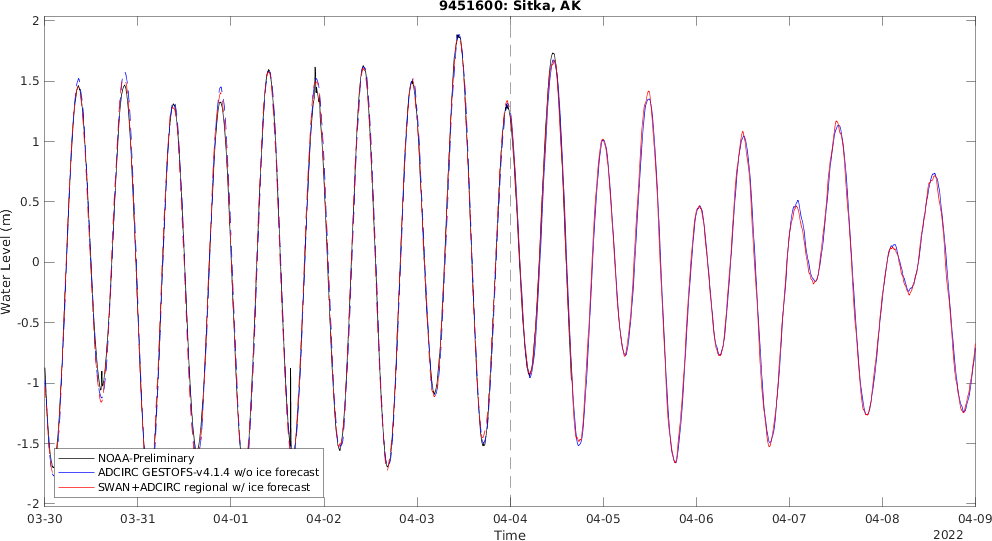 9451600: Sitka, AK
2
1.5
1
0.5
0
-0.5
-1
-1.5
-2
Water Level (m)
NOAA-Preliminary
ADCIRC GESTOFS-v4.1.4 w/o ice forecast
SWAN+ADCIRC regional w/ ice forecast
03-30 03-31 04-01 04-02 04-03 04-04 04-05 04-06 04-07 04-08 04-09
Time
2022